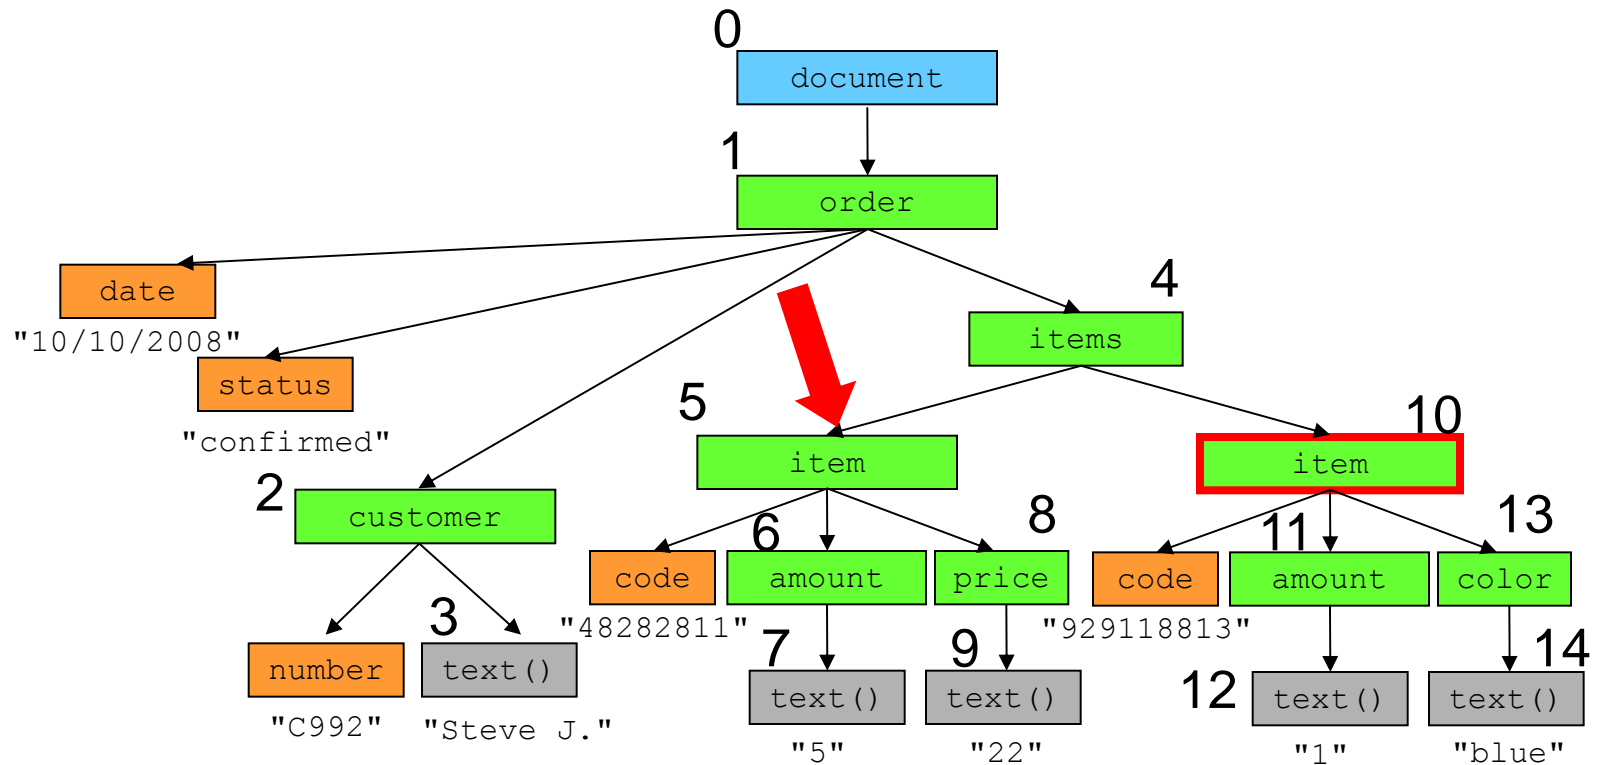 0
document
1
order
date
"10/10/2008"
status
"confirmed"
4
items
5
item
10
item
2
customer
6
8
11
13
code
amount
price
code
amount
color
"48282811"
"929118813"
3
number
text()
7
text()
9
text()
12
text()
14
text()
"C992"
"Steve J."
"5"
"22"
"1"
"blue"